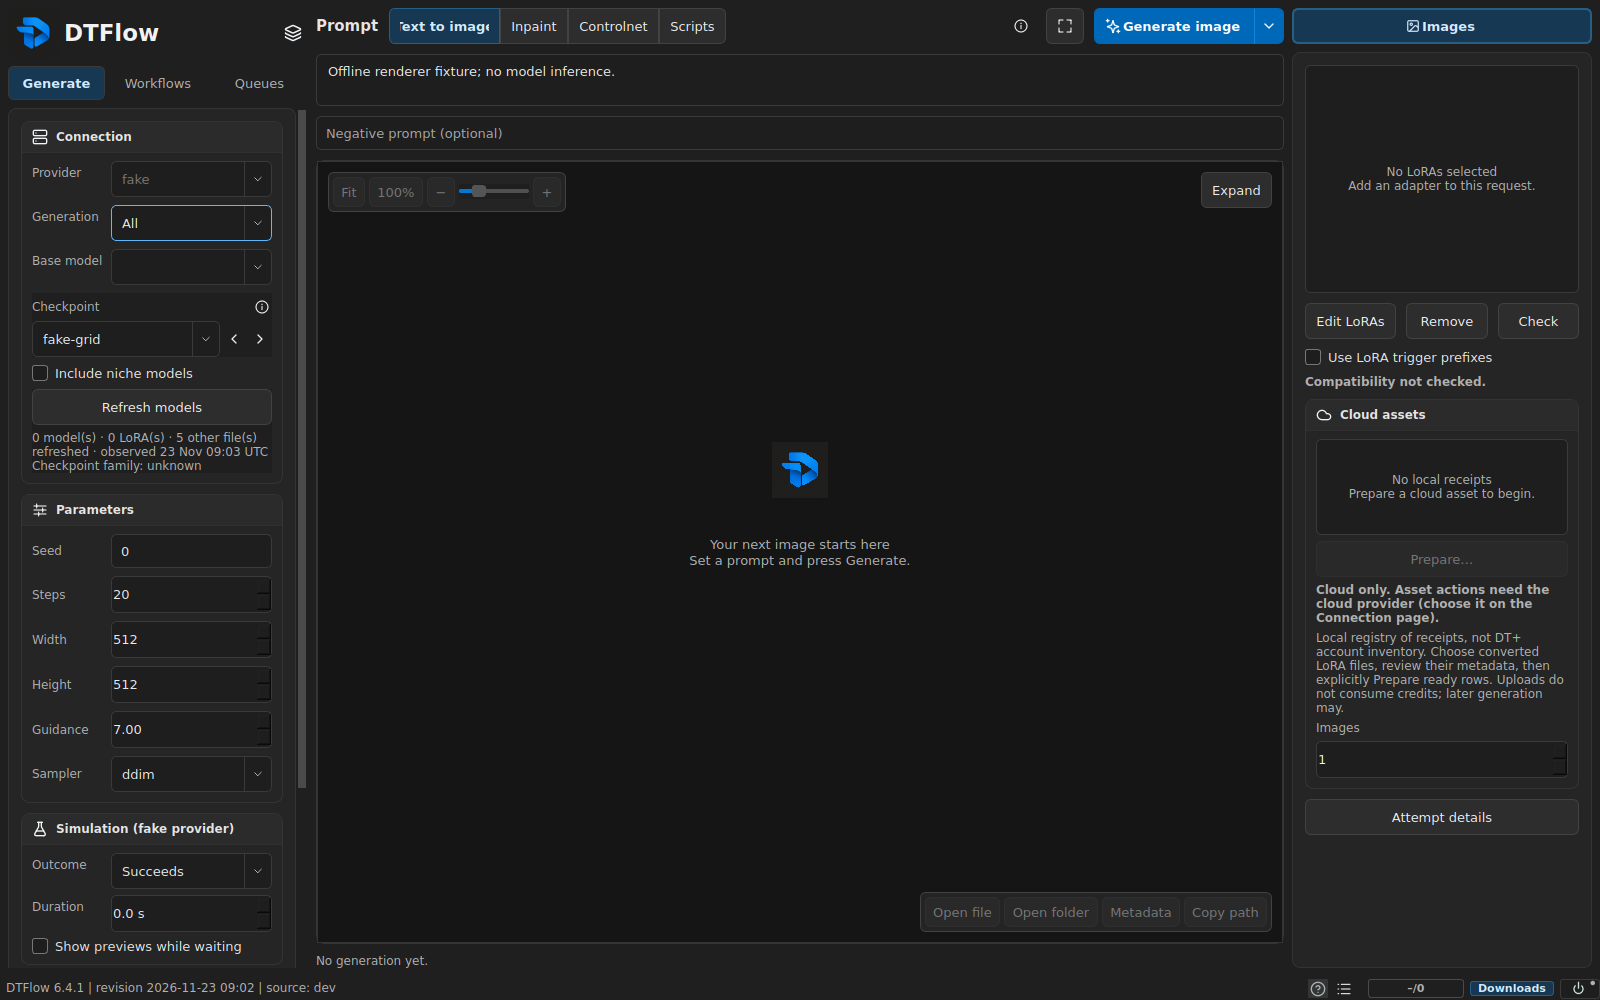 DTFlow
Generate
Workflows
Queues
Connection
Provider
fake
Generation
All
Base model
Checkpoint
fake-grid
Include niche models
Refresh models
0 model(s) · 0 LoRA(s) · 5 other file(s)
refreshed · observed 23 Nov 09:03 UTC
Checkpoint family: unknown
Parameters
Seed
0
Steps
20
Width
512
Height
512
Guidance
7.00
Sampler
ddim
Simulation (fake provider)
Outcome
Succeeds
Duration
0.0 s
Show previews while waiting
Prompt
Text to image
Inpaint
Controlnet
Scripts
Generate image
Offline renderer fixture; no model inference.
Negative prompt (optional)
Fit
100%
−
+
Expand
Your next image starts here
Set a prompt and press Generate.
Open file
Open folder
Metadata
Copy path
No generation yet.
Images
No LoRAs selected
Add an adapter to this request.
Edit LoRAs
Remove
Check
Use LoRA trigger prefixes
Compatibility not checked.
Cloud assets
No local receipts
Prepare a cloud asset to begin.
Prepare...
Cloud only. Asset actions need the
cloud provider (choose it on the
Connection page).
Local registry of receipts, not DT+
account inventory. Choose converted
LoRA files, review their metadata, then
explicitly Prepare ready rows. Uploads do
not consume credits; later generation
may.
Images
1
Attempt details
DTFlow 6.4.1 | revision 2026-11-23 09:02 | source: dev
–/0
Downloads